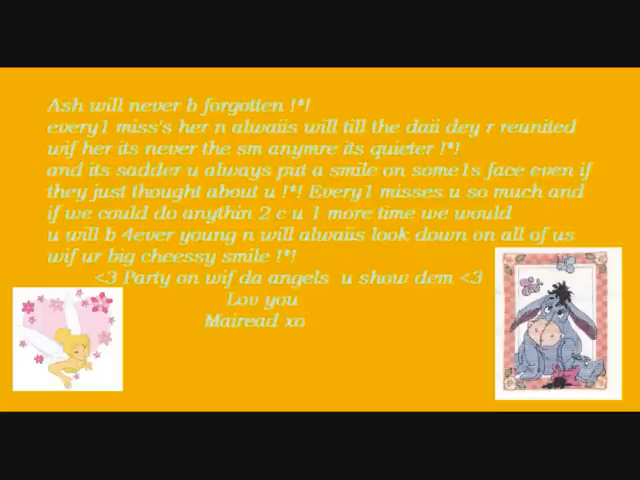 Ash will never b forgotten !*!
every1 miss's her n alwaiis will till the daii dey r reunited
wif her its never the sm anymre its quieter !*!
and its sadder u always put a smile on some1s face even if
they just thought about u !*! Every1 misses u so much and
if we could do anythin 2 c u 1 more time we would
u will b 4ever young n will alwaiis look down on all of us
wif ur big cheessy smile !*!
<3 Party on wif da angels u show dem <3
Lov you
Mairead xo